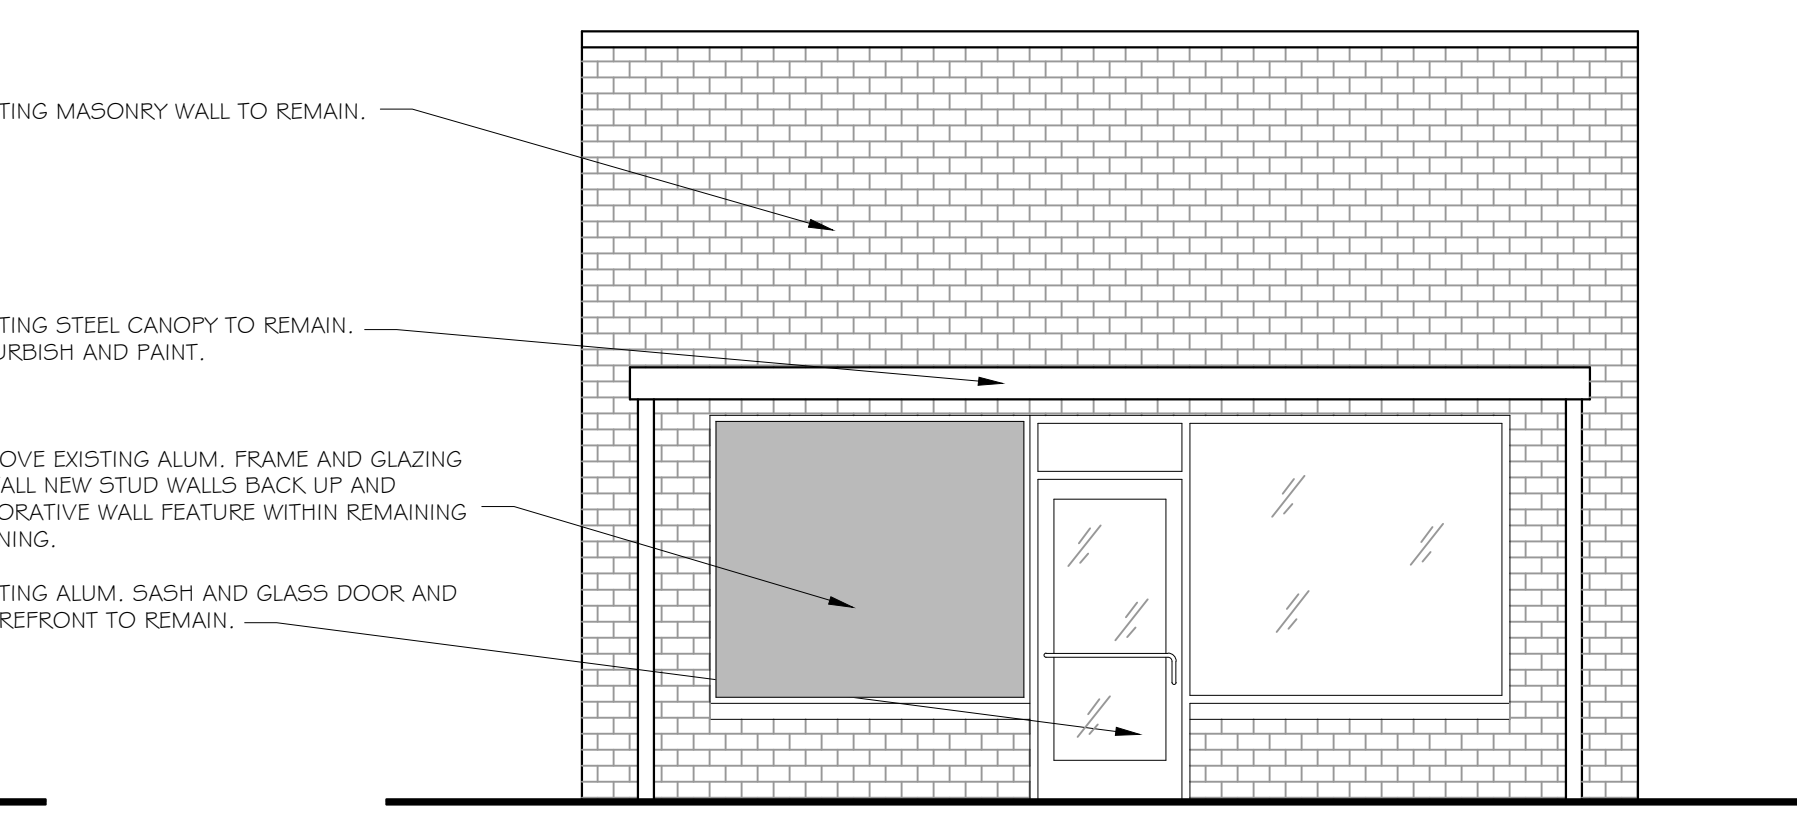 TING MASONRY WALL TO REMAIN.
TING STEEL CANOPY TO REMAIN.
URBISH AND PAINT.
OVE EXISTING ALUM. FRAME AND GLAZING
ALL NEW STUD WALLS BACK UP AND
ORATIVE WALL FEATURE WITHIN REMAINING
NING.
TING ALUM. SASH AND GLASS DOOR AND
REFRONT TO REMAIN.